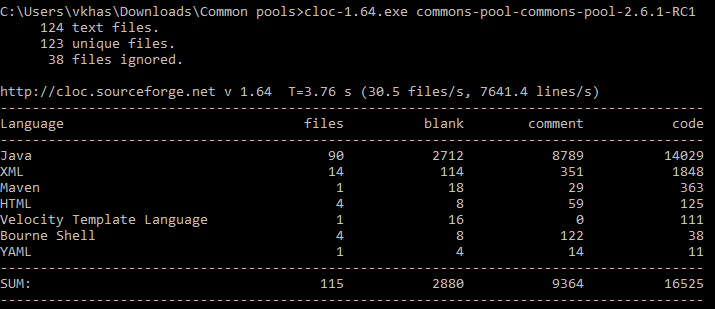 C:\Users\vkhas\Downloads\Common pools>cloc-1.64.exe commons-pool-commons-pool-2.6.1-RC1
     124 text files.
     123 unique files.
      38 files ignored.

http://cloc.sourceforge.net v 1.64  T=3.76 s (30.5 files/s, 7641.4 lines/s)
----------------------------------------------------------------------------------------
Language                              files          blank        comment           code
----------------------------------------------------------------------------------------
Java                                     90           2712           8789          14029
XML                                      14            114            351           1848
Maven                                     1             18             29            363
HTML                                      4              8             59            125
Velocity Template Language                1             16              0            111
Bourne Shell                              4              8            122             38
YAML                                      1              4             14             11
----------------------------------------------------------------------------------------
SUM:                                    115           2880           9364          16525
----------------------------------------------------------------------------------------